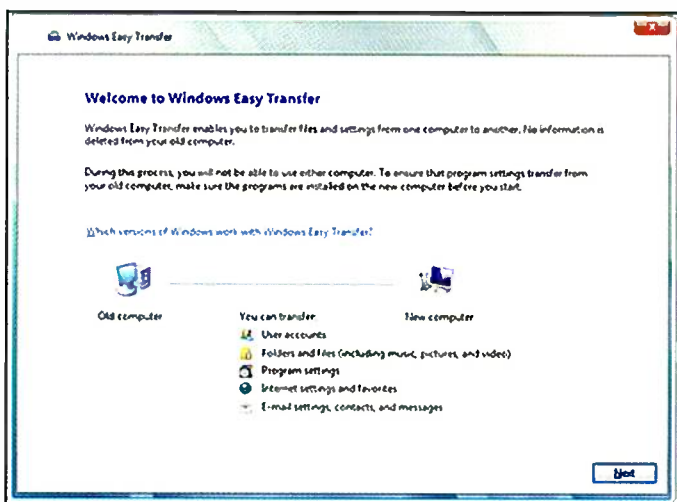 Windows Easy Transfer
Welcome to Windows Easy Transfer
Windows Easy Transfer enables you to transfer files and settings from one computer to another. No information is
deleted from your old computer.
During this process, you will not be able to use either computer. To ensure that program settings transfer from
your old computer, make sure the programs are installed on the new computer before you start.
Which versions of Windows work with Windows Easy Transfer?
Old computer
You can transfer
New computer
User accounts
Folders and files (including music, pictures, and video)
Program settings
Internet settings and favorites
E-mail settings, contacts, and messages
Next